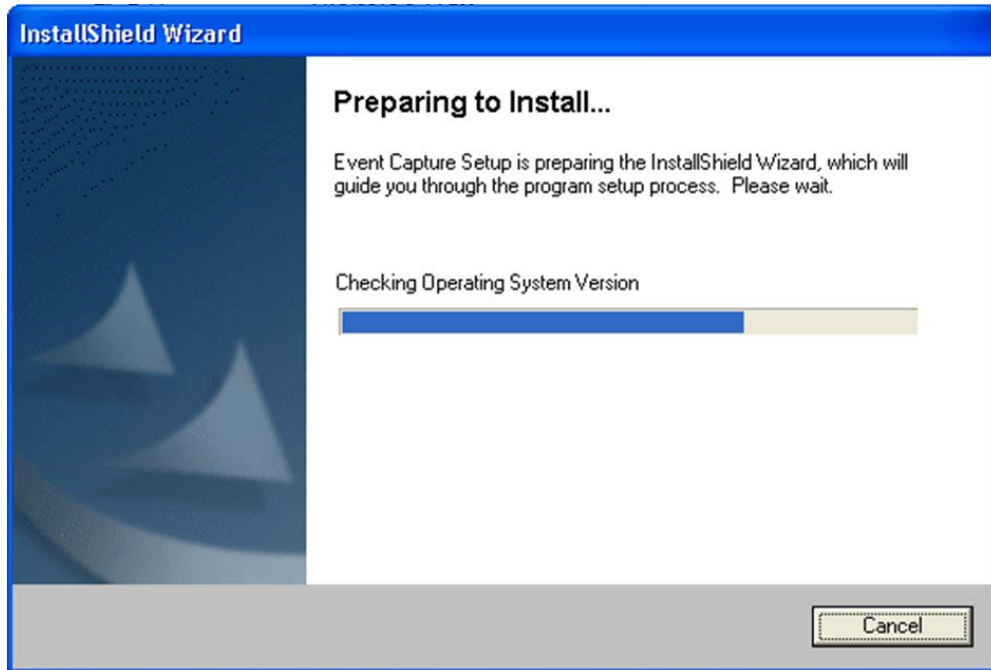 InstallShield Wizard
Preparing to Install...
Event Capture Setup is preparing the InstallShield Wizard, which will
guide you through the program setup process.  Please wait.
Checking Operating System Version
Cancel